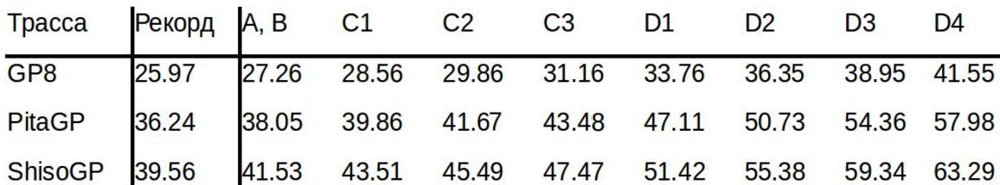 Трасса Рекорд A, B C1 C2 C3 D1 D2 D3 D4
GP8 25.97 27.26 28.56 29.86 31.16 33.76 36.35 38.95 41.55
PitaGP 36.24 38.05 39.86 41.67 43.48 47.11 50.73 54.36 57.98
ShisoGP 39.56 41.53 43.51 45.49 47.47 51.42 55.38 59.34 63.29